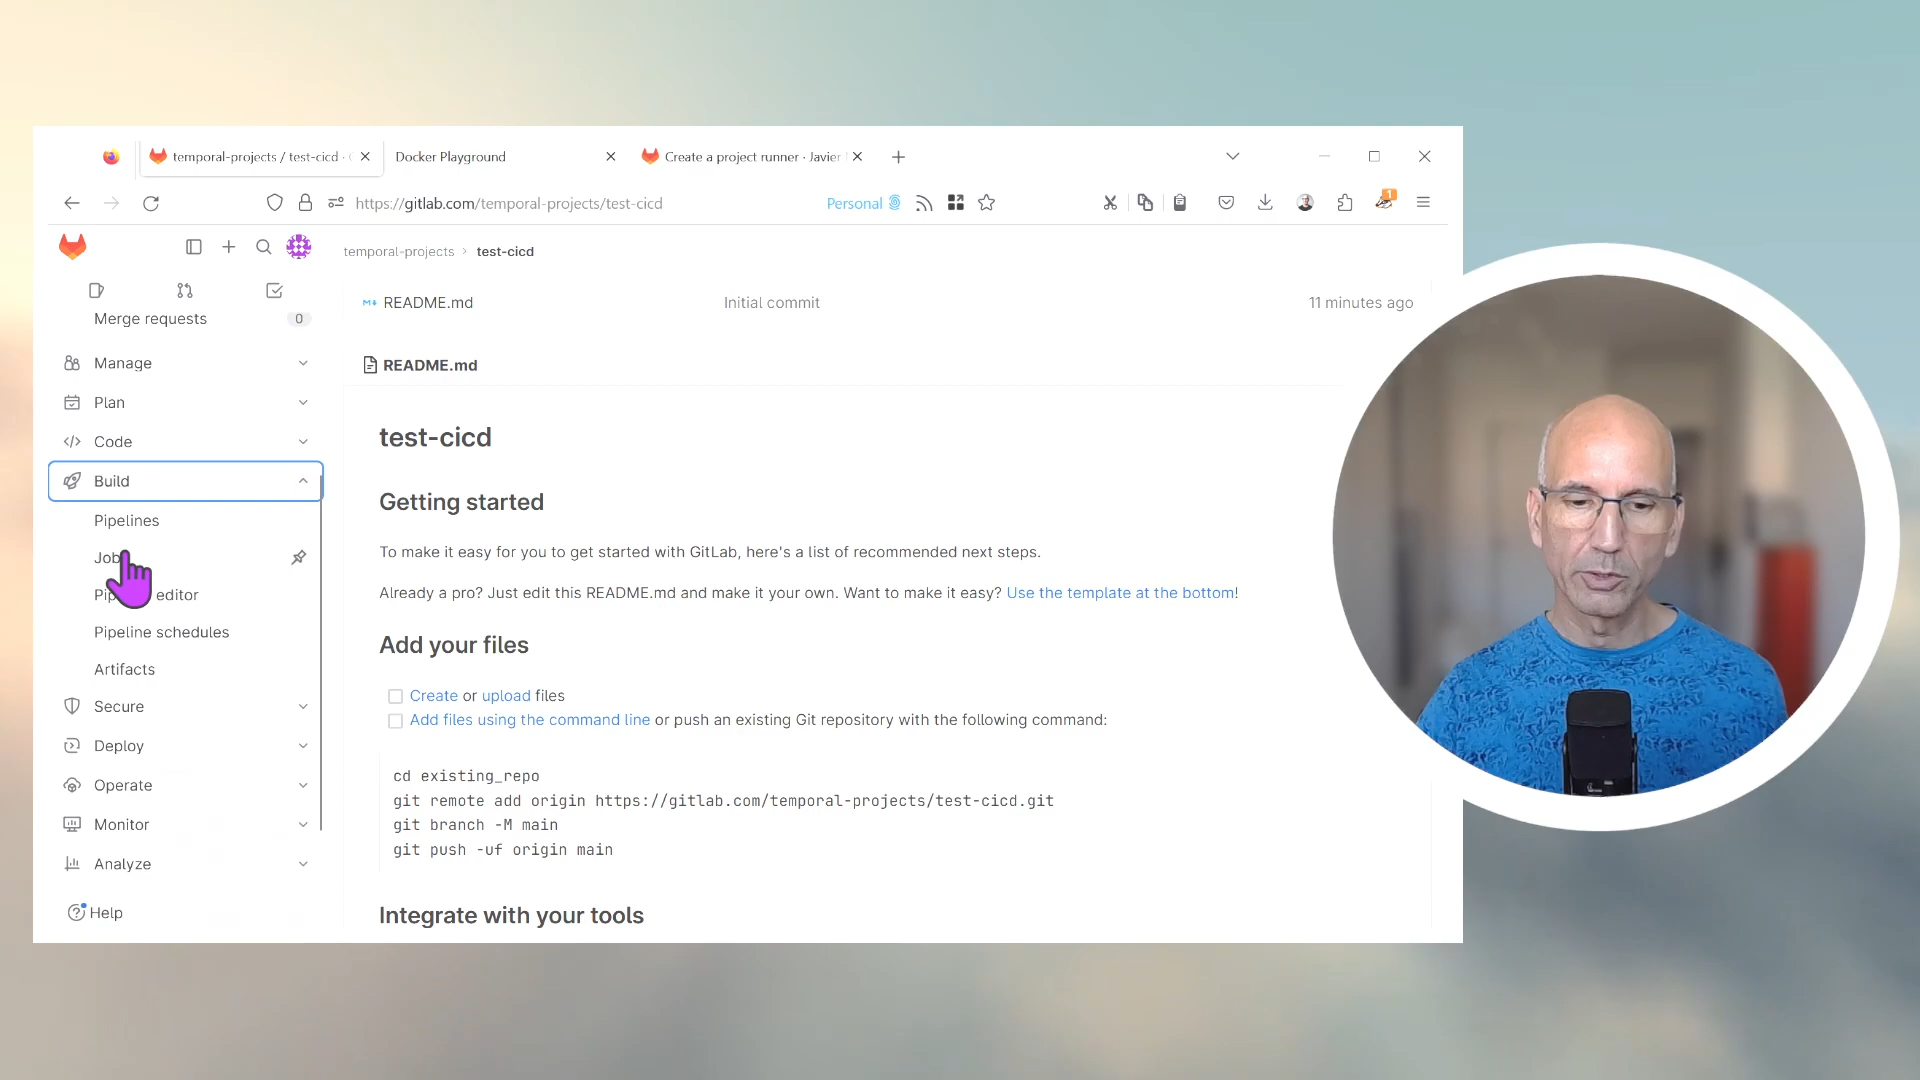 temporal-projects / test-cicd ·
Docker Playground
Create a project runner · Javier
https://gitlab.com/temporal-projects/test-cicd
Personal
1
temporal-projects > test-cicd
Merge requests 0
Manage
Plan
Code
Build
Pipelines
Job
editor
Pipeline schedules
Artifacts
Secure
Deploy
Operate
Monitor
Analyze
Help
README.md Initial commit 11 minutes ago
README.md
test-cicd
Getting started
To make it easy for you to get started with GitLab, here's a list of recommended next steps.
Already a pro? Just edit this README.md and make it your own. Want to make it easy? Use the template at the bottom!
Add your files
Create or upload files
Add files using the command line or push an existing Git repository with the following command:
cd existing_repo
git remote add origin https://gitlab.com/temporal-projects/test-cicd.git
git branch -M main
git push -uf origin main
Integrate with your tools